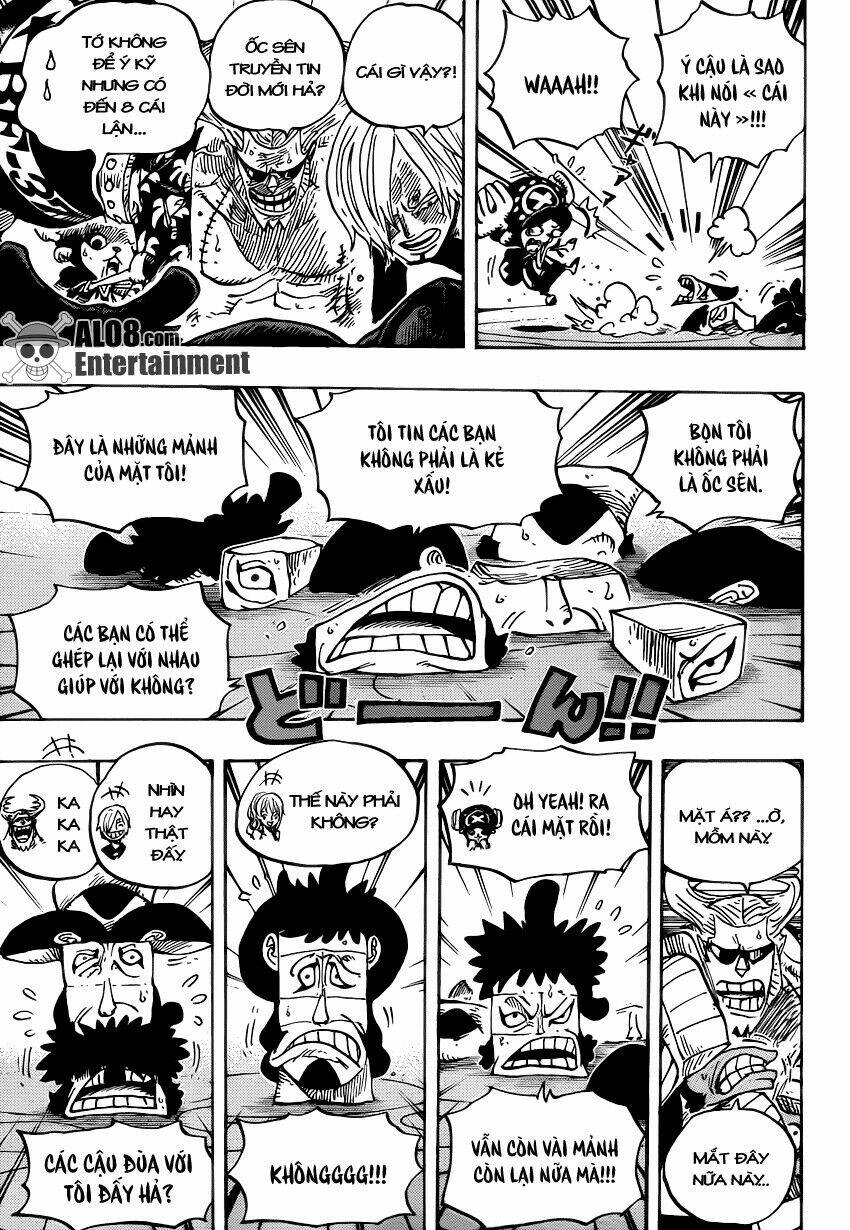 Ý CẬU LÀ SAO
KHI NÓI « CÁI
NÀY »!!!
WAAAH!!
CÁI GÌ VẬY?!
ỐC SÊN
TRUYỀN TIN
ĐỜI MỚI HẢ?
TỚ KHÔNG
ĐỂ Ý KỸ
NHƯNG CÓ
ĐẾN 8 CÁI
LẬN...
AL08.com
Entertainment
BỌN TÔI
KHÔNG PHẢI
LÀ ỐC SÊN.
TÔI TIN CÁC BẠN
KHÔNG PHẢI LÀ KẺ
XẤU!
ĐÂY LÀ NHỮNG MẢNH
CỦA MẶT TÔI!
CÁC BẠN CÓ THỂ
GHÉP LẠI VỚI NHAU
GIÚP VỚI KHÔNG?
どーん!!
MẶT Á?? ...Ờ,
MỒM NÀY.
MẮT ĐÂY
NỮA NÀY..
OH YEAH! RA
CÁI MẶT RỒI!
VẪN CÒN VÀI MẢNH
CÒN LẠI NỮA MÀ!!!
THẾ NÀY PHẢI
KHÔNG?
KHÔNGGGG!!!
NHÌN
HAY
THẬT
ĐẤY.
KA
KA
KA
CÁC CẬU ĐÙA VỚI
TÔI ĐẤY HẢ?